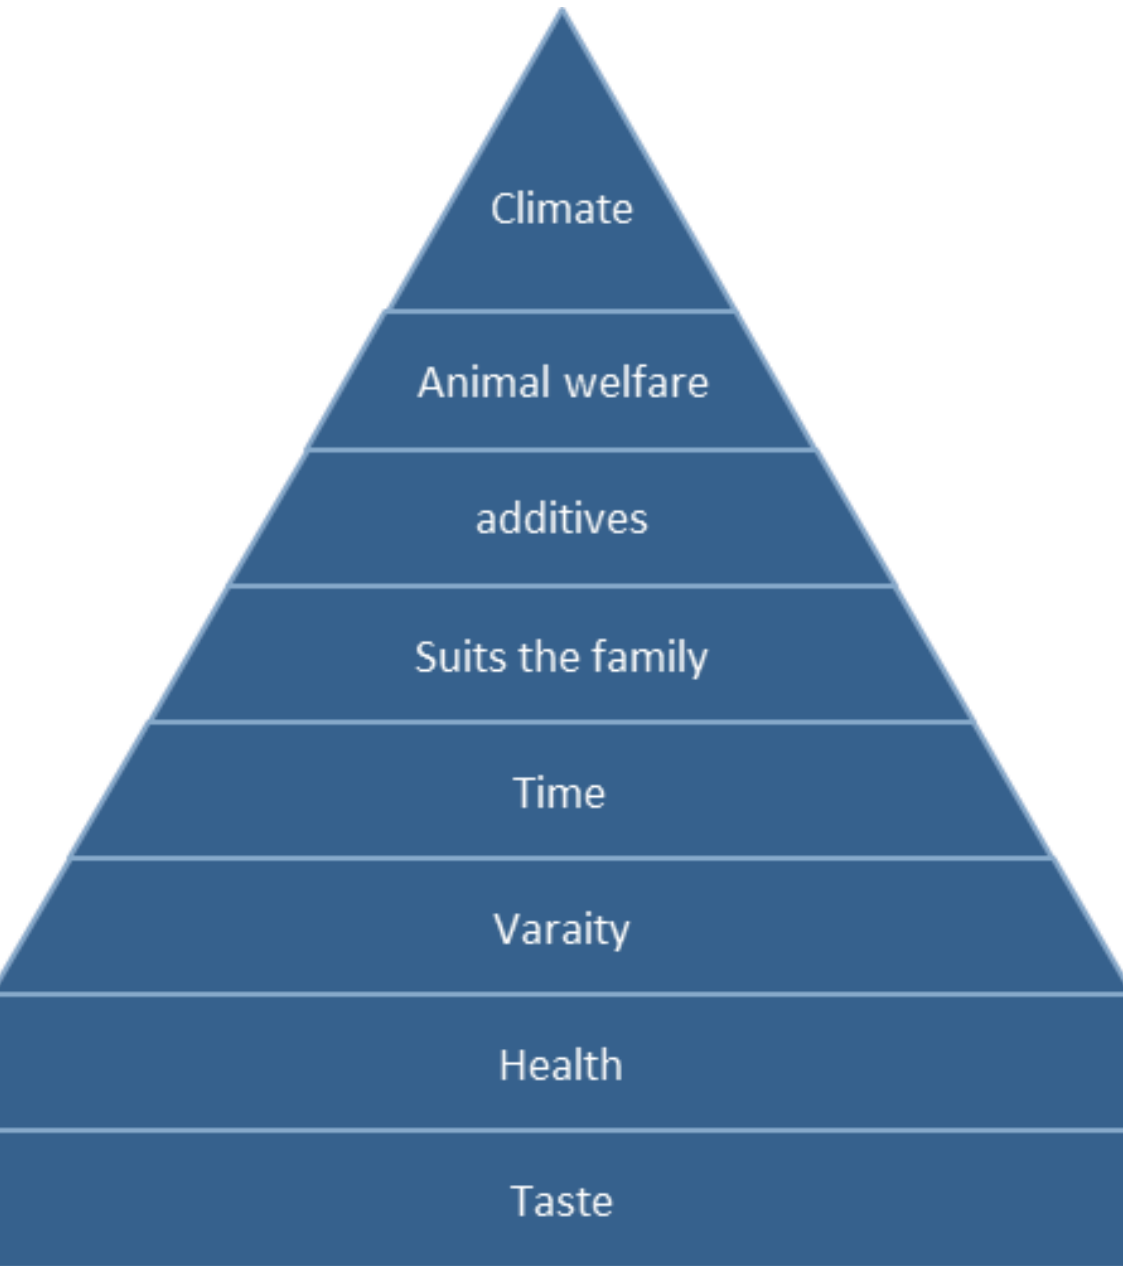 Climate
Animal welfare
additives
Suits the family
Time
Varaity
Health
Taste